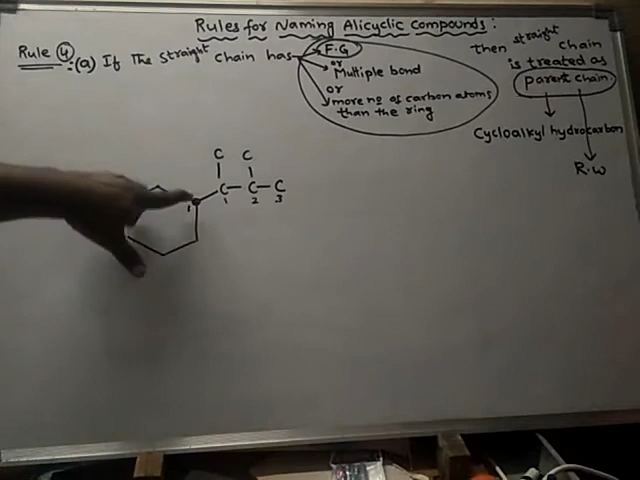 Rules for Naming Alicyclic Compounds :
Rule 4 :- (a) If The straight chain has F.G then straight chain
or is treated as
Multiple bond parent chain
or
more no of carbon atoms
than the ring
Cycloalkyl hydrocarbon
R.W
C C
C-C-C
1 1 2 3